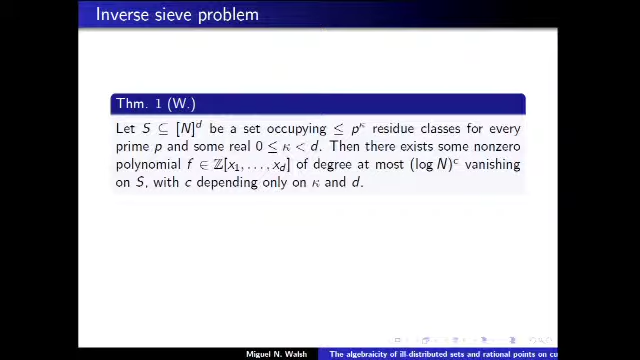 Inverse sieve problem
Thm. 1 (W.)
Let S ⊆ [N]^d be a set occupying ≤ p^κ residue classes for every
prime p and some real 0 ≤ κ < d. Then there exists some nonzero
polynomial f ∈ ℤ[x₁, . . . , x_d] of degree at most (log N)^c vanishing
on S, with c depending only on κ and d.
Miguel N. Walsh The algebraicity of ill-distributed sets and rational points on cu